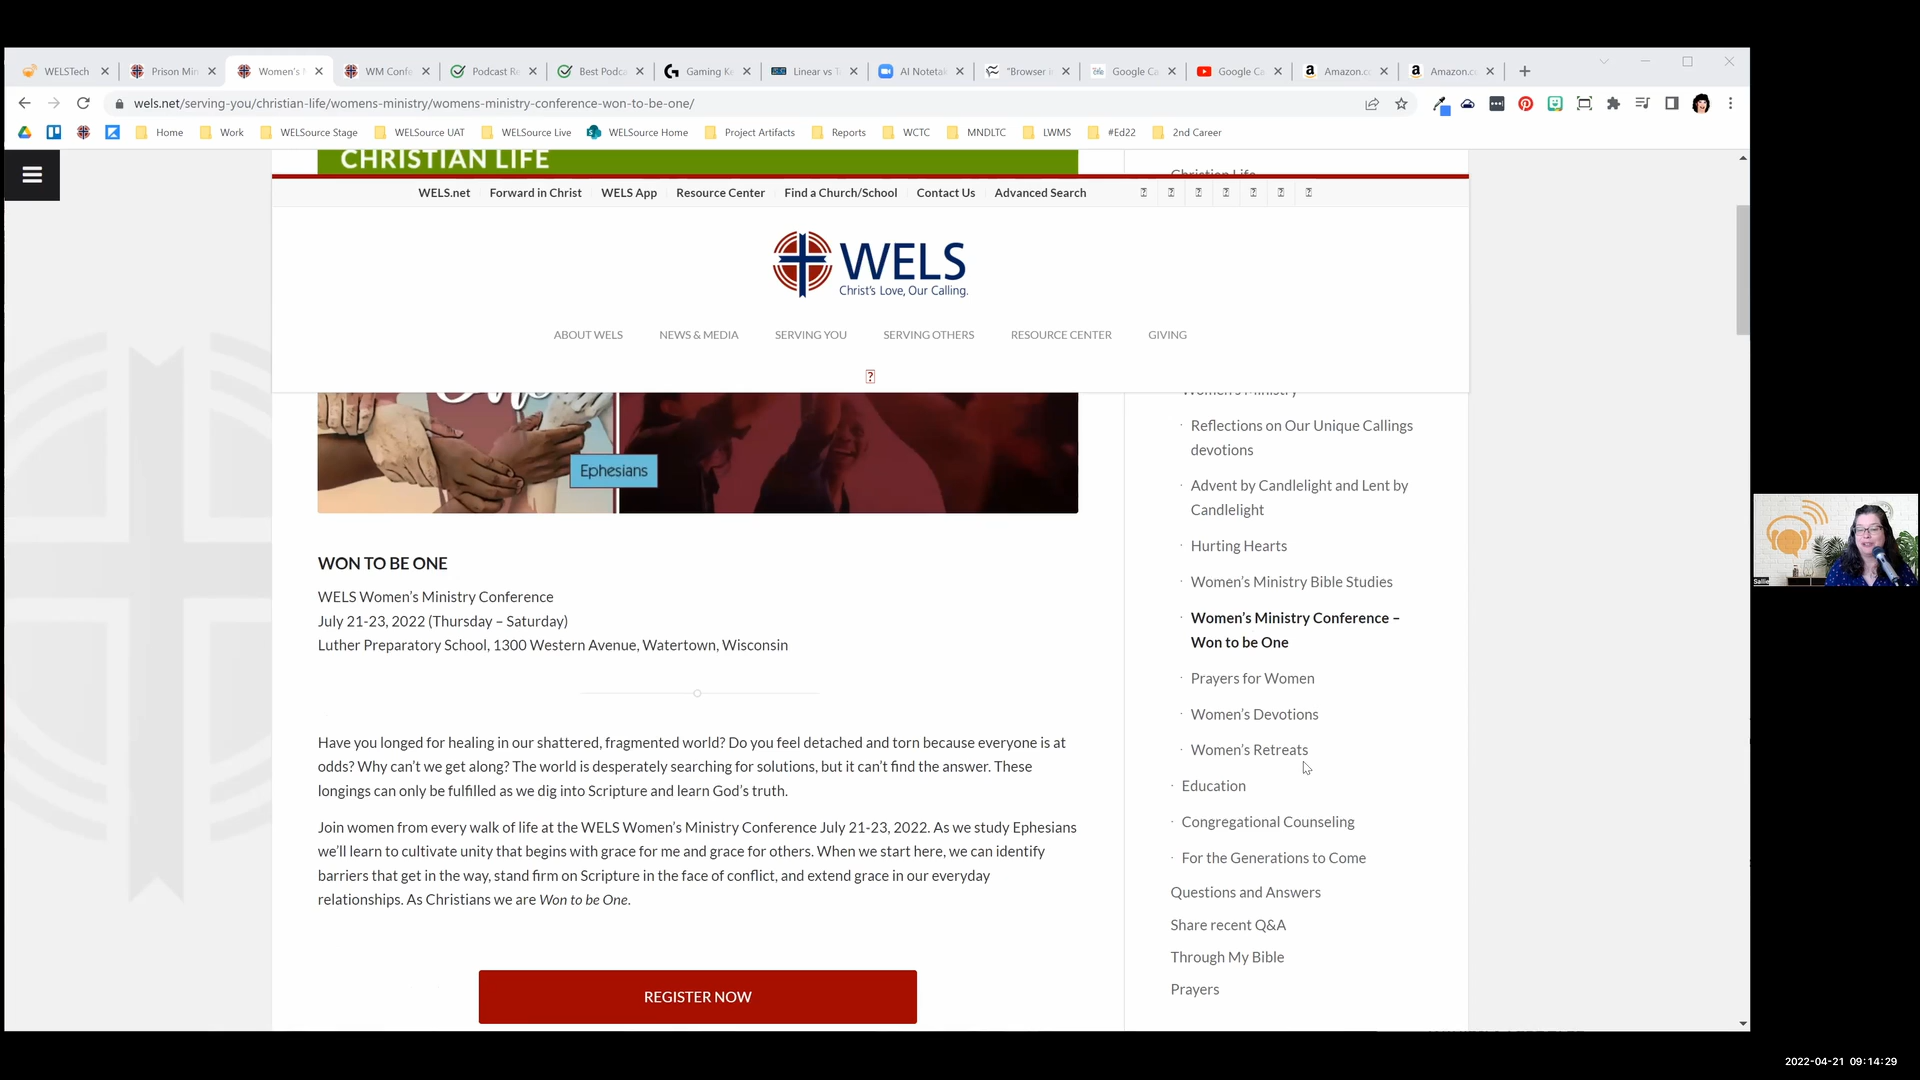 WELSTech
Prison Min
Women's M
WM Confe
Podcast Re
Best Podca
Gaming Ke
Linear vs T
AI Notetak
"Browser i
Google Ca
Google Ca
Amazon.co
Amazon.co
wels.net/serving-you/christian-life/womens-ministry/womens-ministry-conference-won-to-be-one/
Home
Work
WELSource Stage
WELSource UAT
WELSource Live
WELSource Home
Project Artifacts
Reports
WCTC
MNDLTC
LWMS
#Ed22
2nd Career
CHRISTIAN LIFE
Christian Life
WELS.net
Forward in Christ
WELS App
Resource Center
Find a Church/School
Contact Us
Advanced Search
WELS
Christ's Love, Our Calling.
ABOUT WELS
NEWS & MEDIA
SERVING YOU
SERVING OTHERS
RESOURCE CENTER
GIVING
One
Ephesians
WON TO BE ONE
WELS Women's Ministry Conference
July 21-23, 2022 (Thursday – Saturday)
Luther Preparatory School, 1300 Western Avenue, Watertown, Wisconsin
Have you longed for healing in our shattered, fragmented world? Do you feel detached and torn because everyone is at
odds? Why can't we get along? The world is desperately searching for solutions, but it can't find the answer. These
longings can only be fulfilled as we dig into Scripture and learn God's truth.
Join women from every walk of life at the WELS Women's Ministry Conference July 21-23, 2022. As we study Ephesians
we'll learn to cultivate unity that begins with grace for me and grace for others. When we start here, we can identify
barriers that get in the way, stand firm on Scripture in the face of conflict, and extend grace in our everyday
relationships. As Christians we are Won to be One.
REGISTER NOW
Women's Ministry
Reflections on Our Unique Callings
devotions
Advent by Candlelight and Lent by
Candlelight
Hurting Hearts
Women's Ministry Bible Studies
Women's Ministry Conference –
Won to be One
Prayers for Women
Women's Devotions
Women's Retreats
Education
Congregational Counseling
For the Generations to Come
Questions and Answers
Share recent Q&A
Through My Bible
Prayers
Sallie
2022-04-21 09:14:29